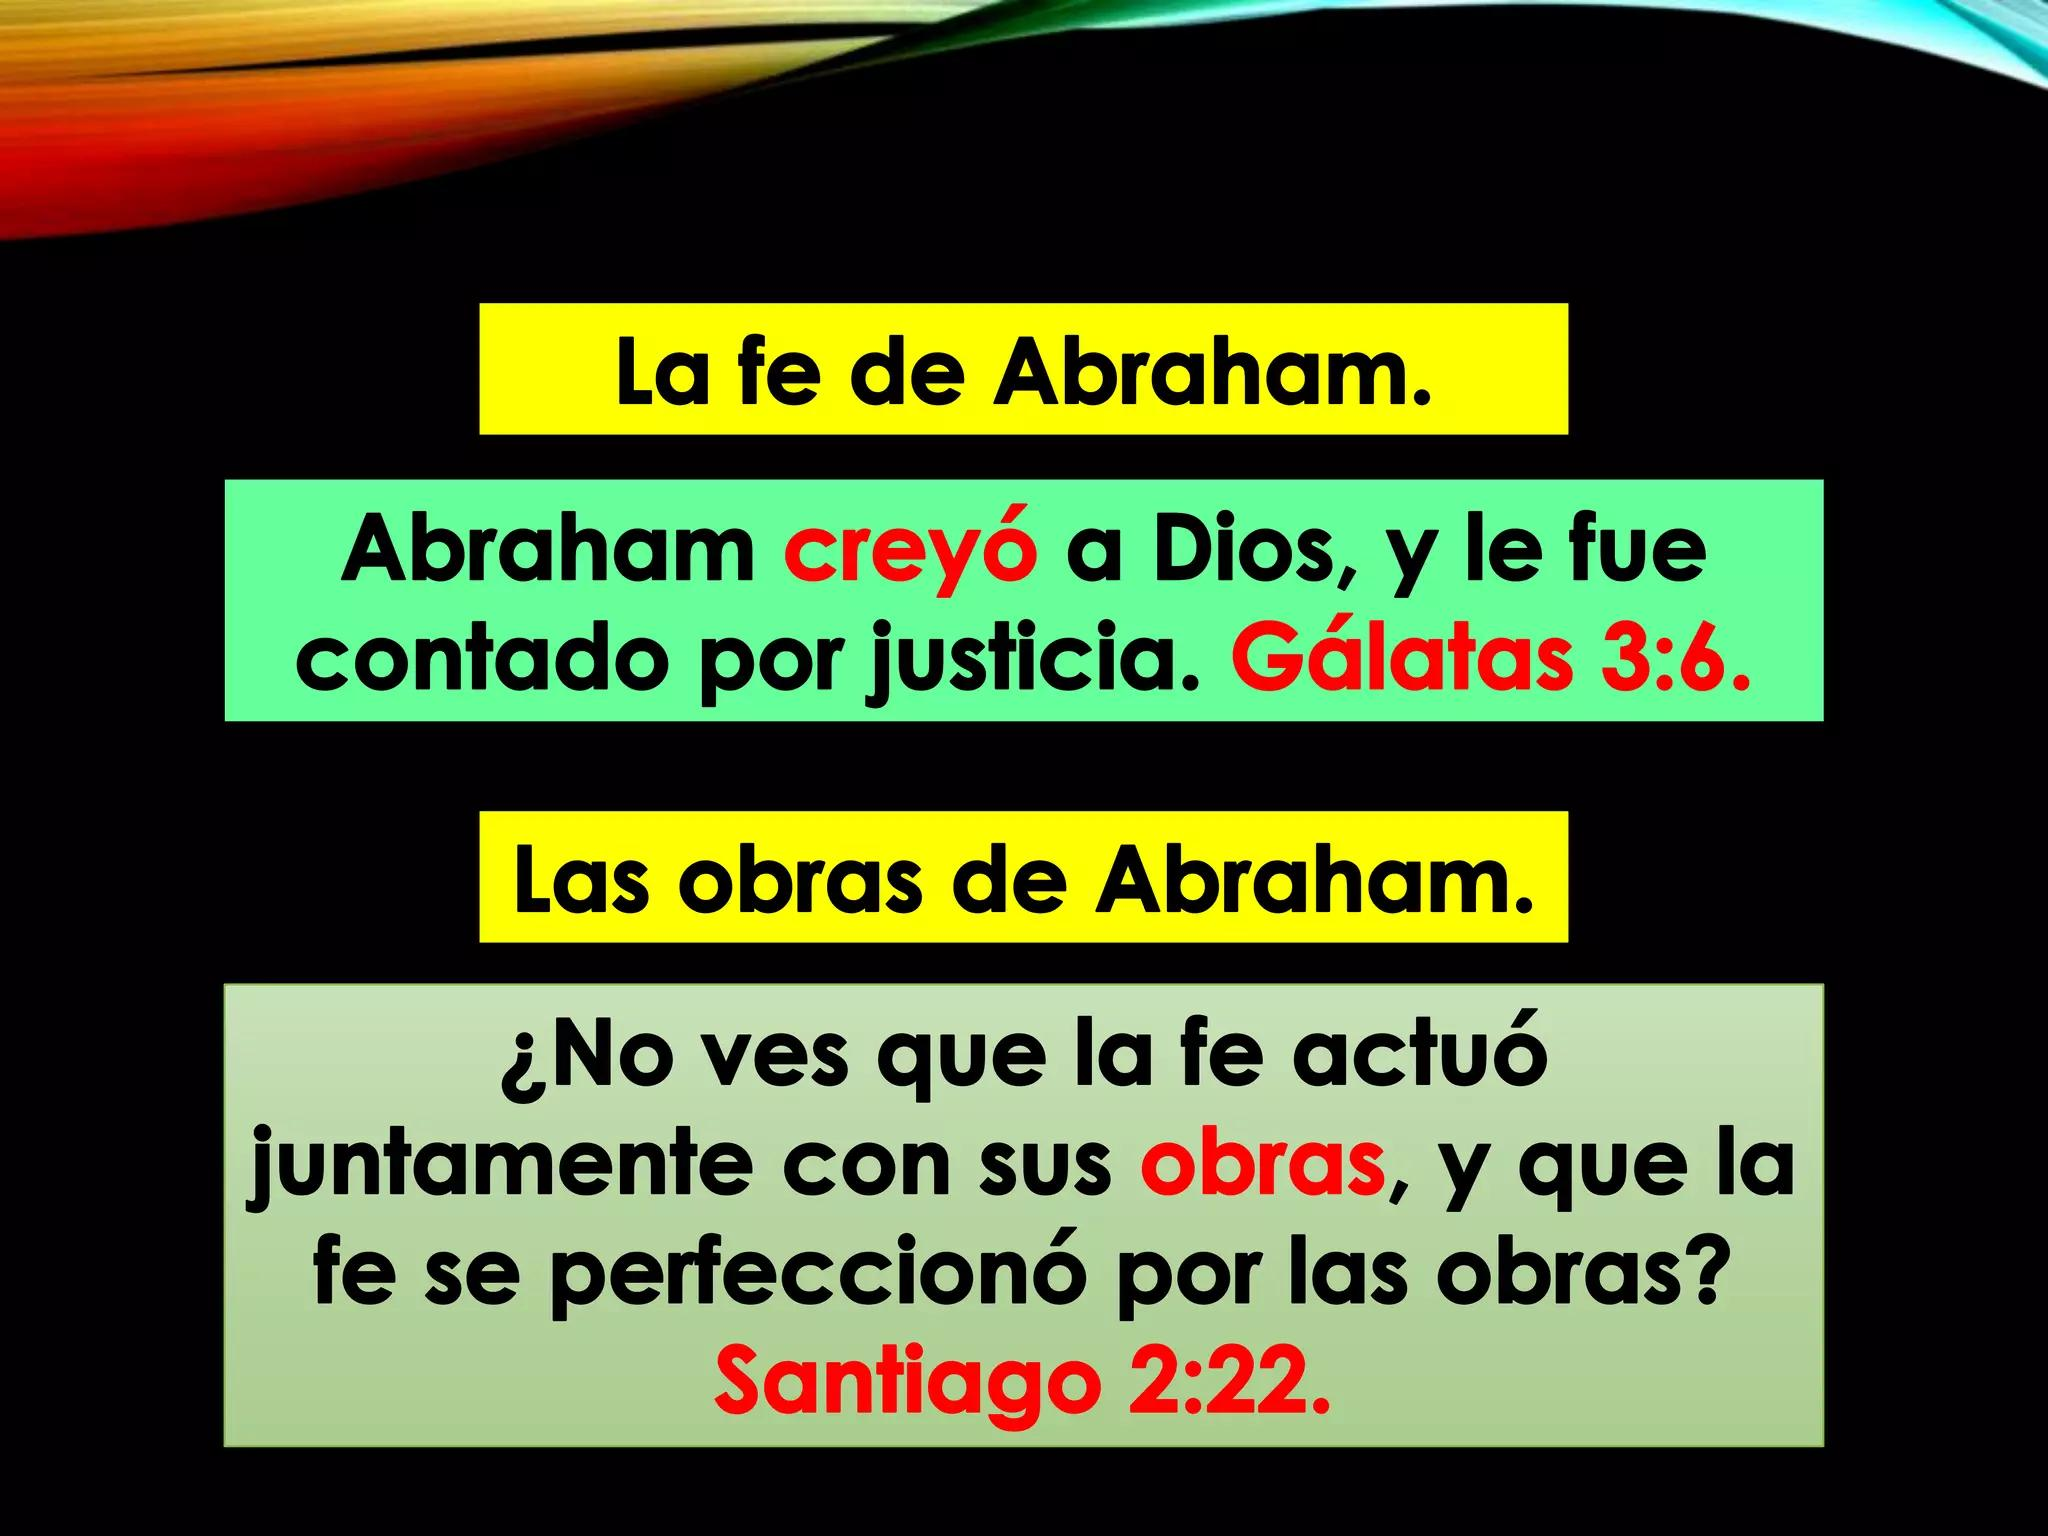 La fe de Abraham.
Abraham creyó a Dios, y le fue
contado por justicia. Gálatas 3:6.
Las obras de Abraham.
¿No ves que la fe actuó
juntamente con sus obras, y que la
fe se perfeccionó por las obras?
Santiago 2:22.